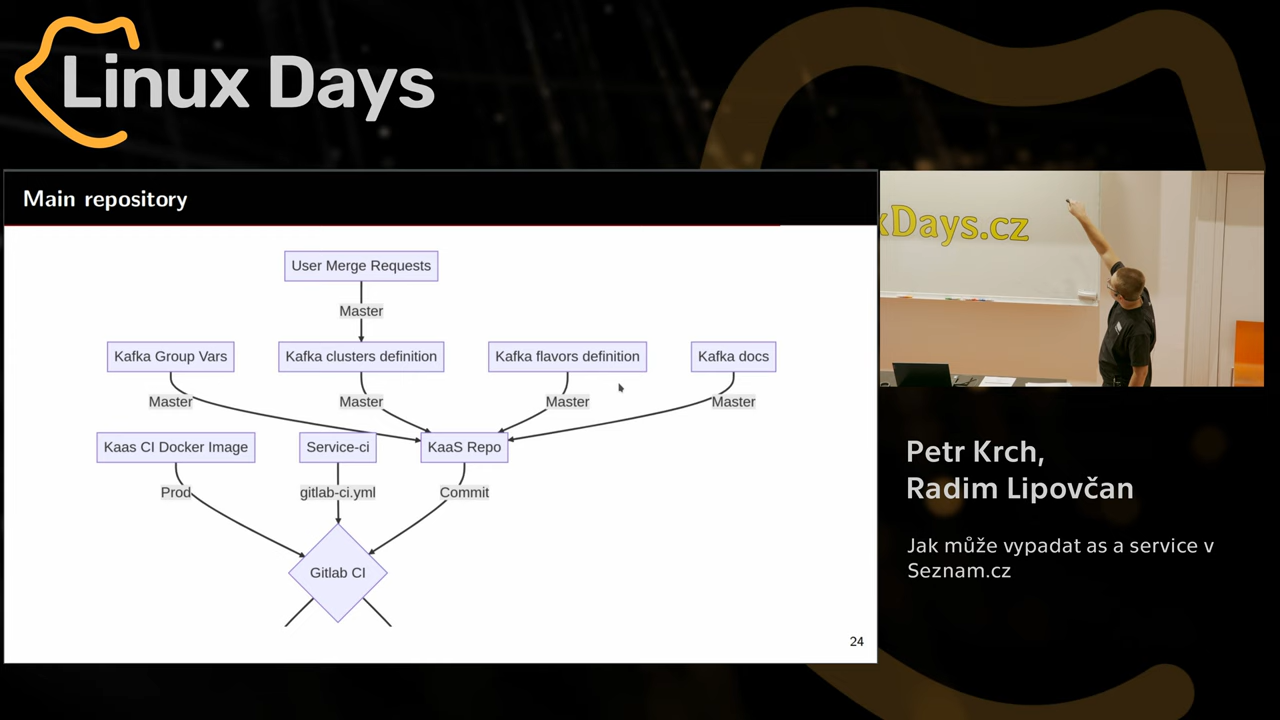 Linux Days
Main repository
User Merge Requests
Master
Kafka Group Vars
Kafka clusters definition
Kafka flavors definition
Kafka docs
Master
Master
Master
Master
Kaas CI Docker Image
Service-ci
KaaS Repo
Prod
gitlab-ci.yml
Commit
Gitlab CI
24
xDays.cz
Petr Krch,
Radim Lipovčan
Jak může vypadat as a service v
Seznam.cz